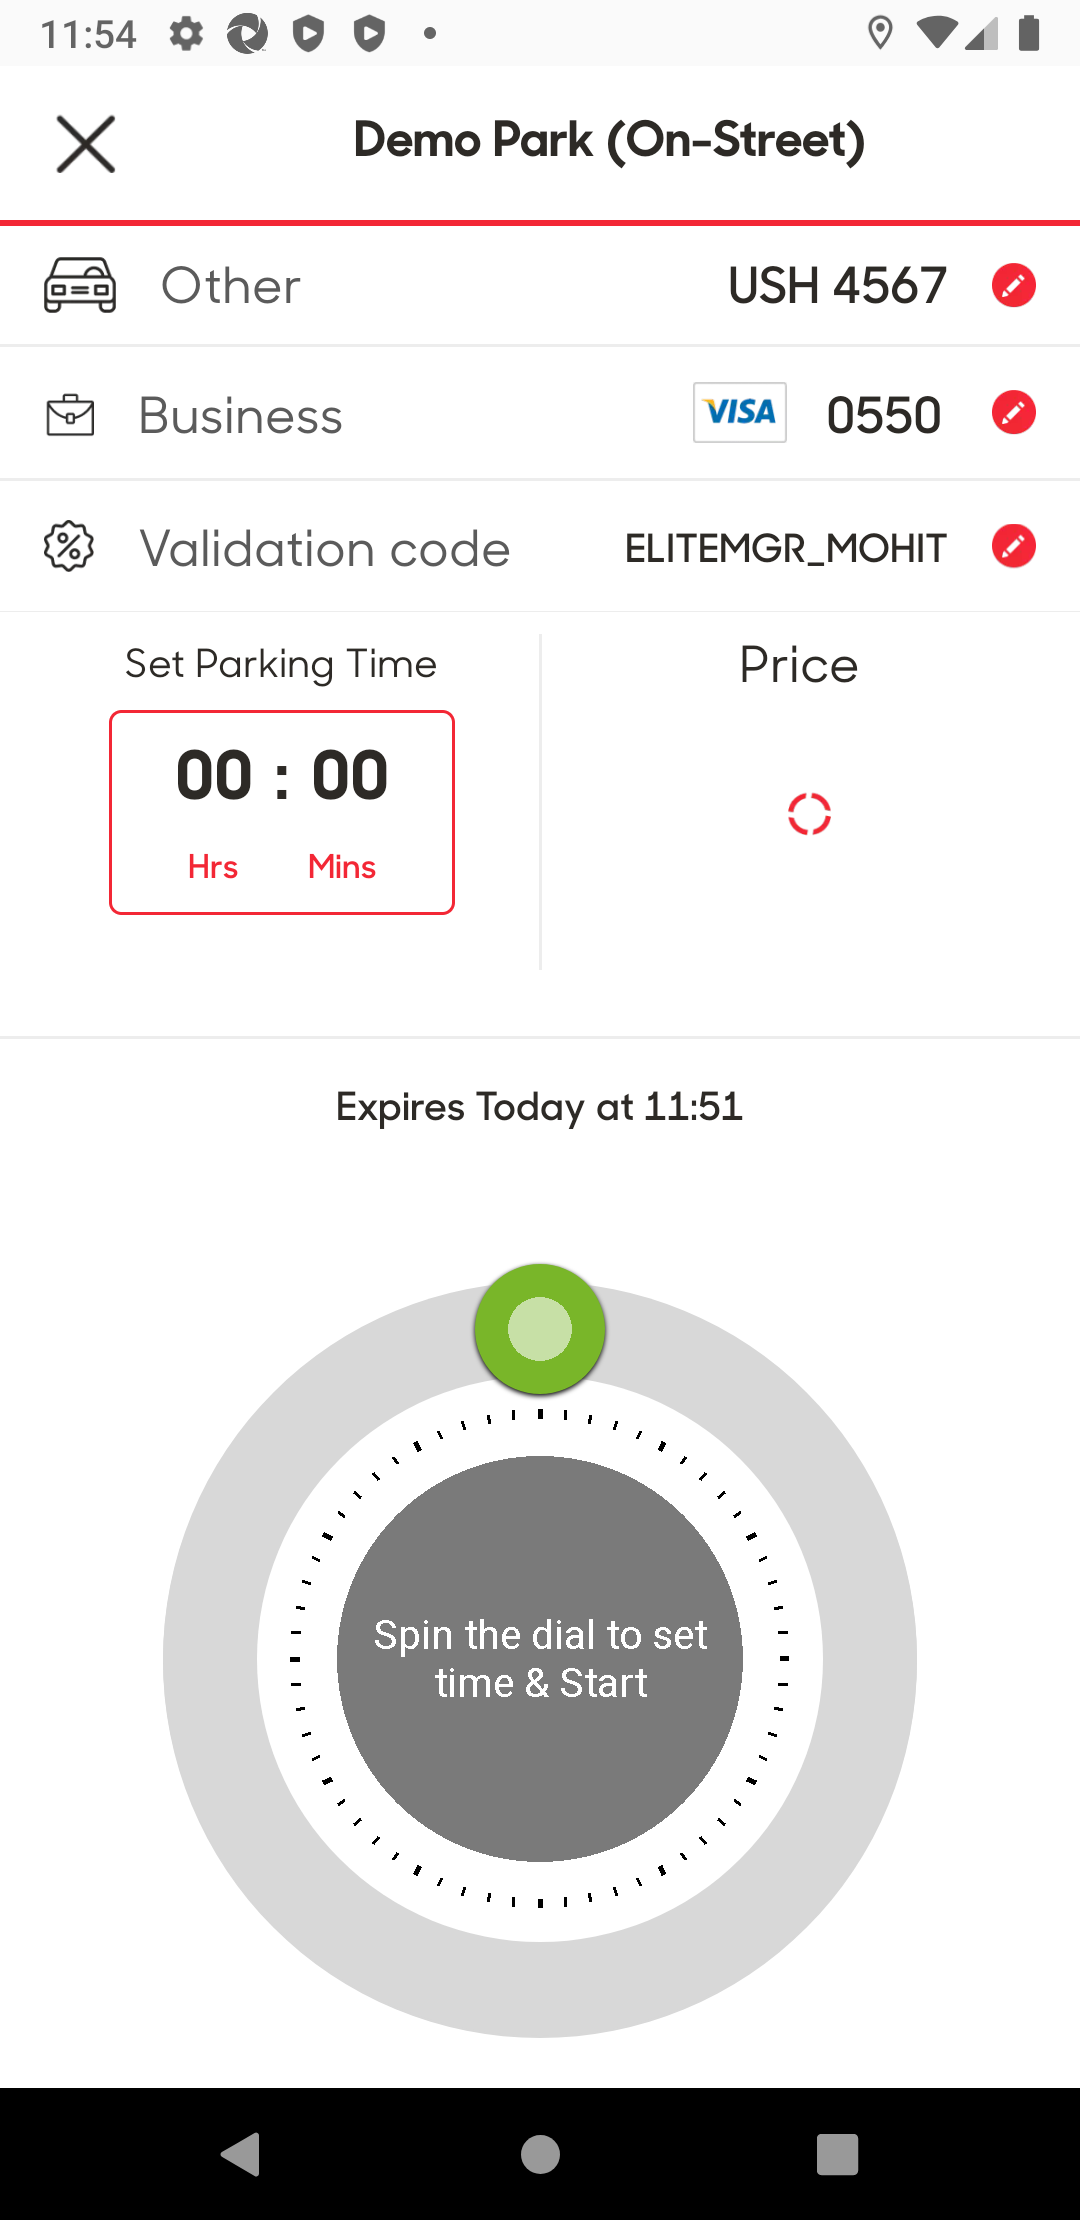 11:54
Demo Park (On-Street)
Other USH 4567
Business VISA 0550
Validation code ELITEMGR_MOHIT
Set Parking Time Price
00 : 00
Hrs Mins
Expires Today at 11:51
Spin the dial to set
time & Start